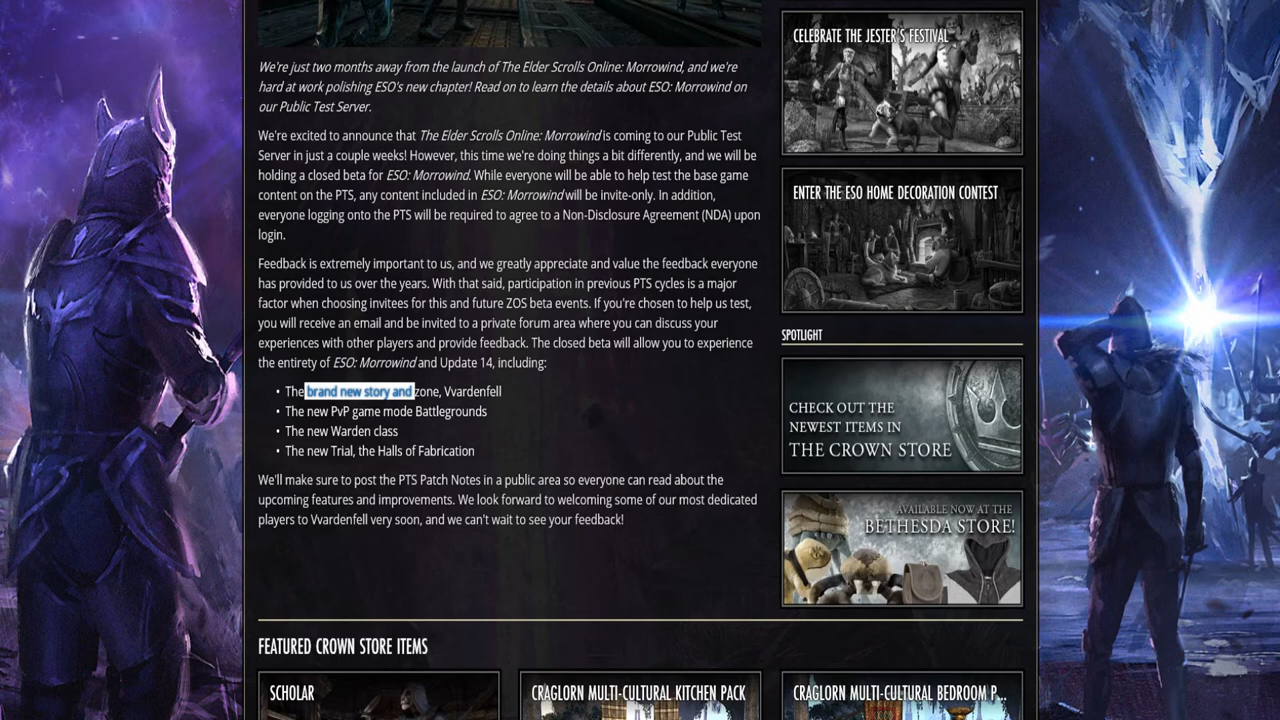 We're just two months away from the launch of The Elder Scrolls Online: Morrowind, and we're
hard at work polishing ESO's new chapter! Read on to learn the details about ESO: Morrowind on
our Public Test Server.
We're excited to announce that The Elder Scrolls Online: Morrowind is coming to our Public Test
Server in just a couple weeks! However, this time we're doing things a bit differently, and we will be
holding a closed beta for ESO: Morrowind. While everyone will be able to help test the base game
content on the PTS, any content included in ESO: Morrowind will be invite-only. In addition,
everyone logging onto the PTS will be required to agree to a Non-Disclosure Agreement (NDA) upon
login.
Feedback is extremely important to us, and we greatly appreciate and value the feedback everyone
has provided to us over the years. With that said, participation in previous PTS cycles is a major
factor when choosing invitees for this and future ZOS beta events. If you're chosen to help us test,
you will receive an email and be invited to a private forum area where you can discuss your
experiences with other players and provide feedback. The closed beta will allow you to experience
the entirety of ESO: Morrowind and Update 14, including:
• The brand new story and zone, Vvardenfell
• The new PvP game mode Battlegrounds
• The new Warden class
• The new Trial, the Halls of Fabrication
We'll make sure to post the PTS Patch Notes in a public area so everyone can read about the
upcoming features and improvements. We look forward to welcoming some of our most dedicated
players to Vvardenfell very soon, and we can't wait to see your feedback!
CELEBRATE THE JESTER'S FESTIVAL
ENTER THE ESO HOME DECORATION CONTEST
SPOTLIGHT
CHECK OUT THE
NEWEST ITEMS IN
THE CROWN STORE
AVAILABLE NOW AT THE
BETHESDA STORE!
FEATURED CROWN STORE ITEMS
SCHOLAR
CRAGLORN MULTI-CULTURAL KITCHEN PACK
CRAGLORN MULTI-CULTURAL BEDROOM P...